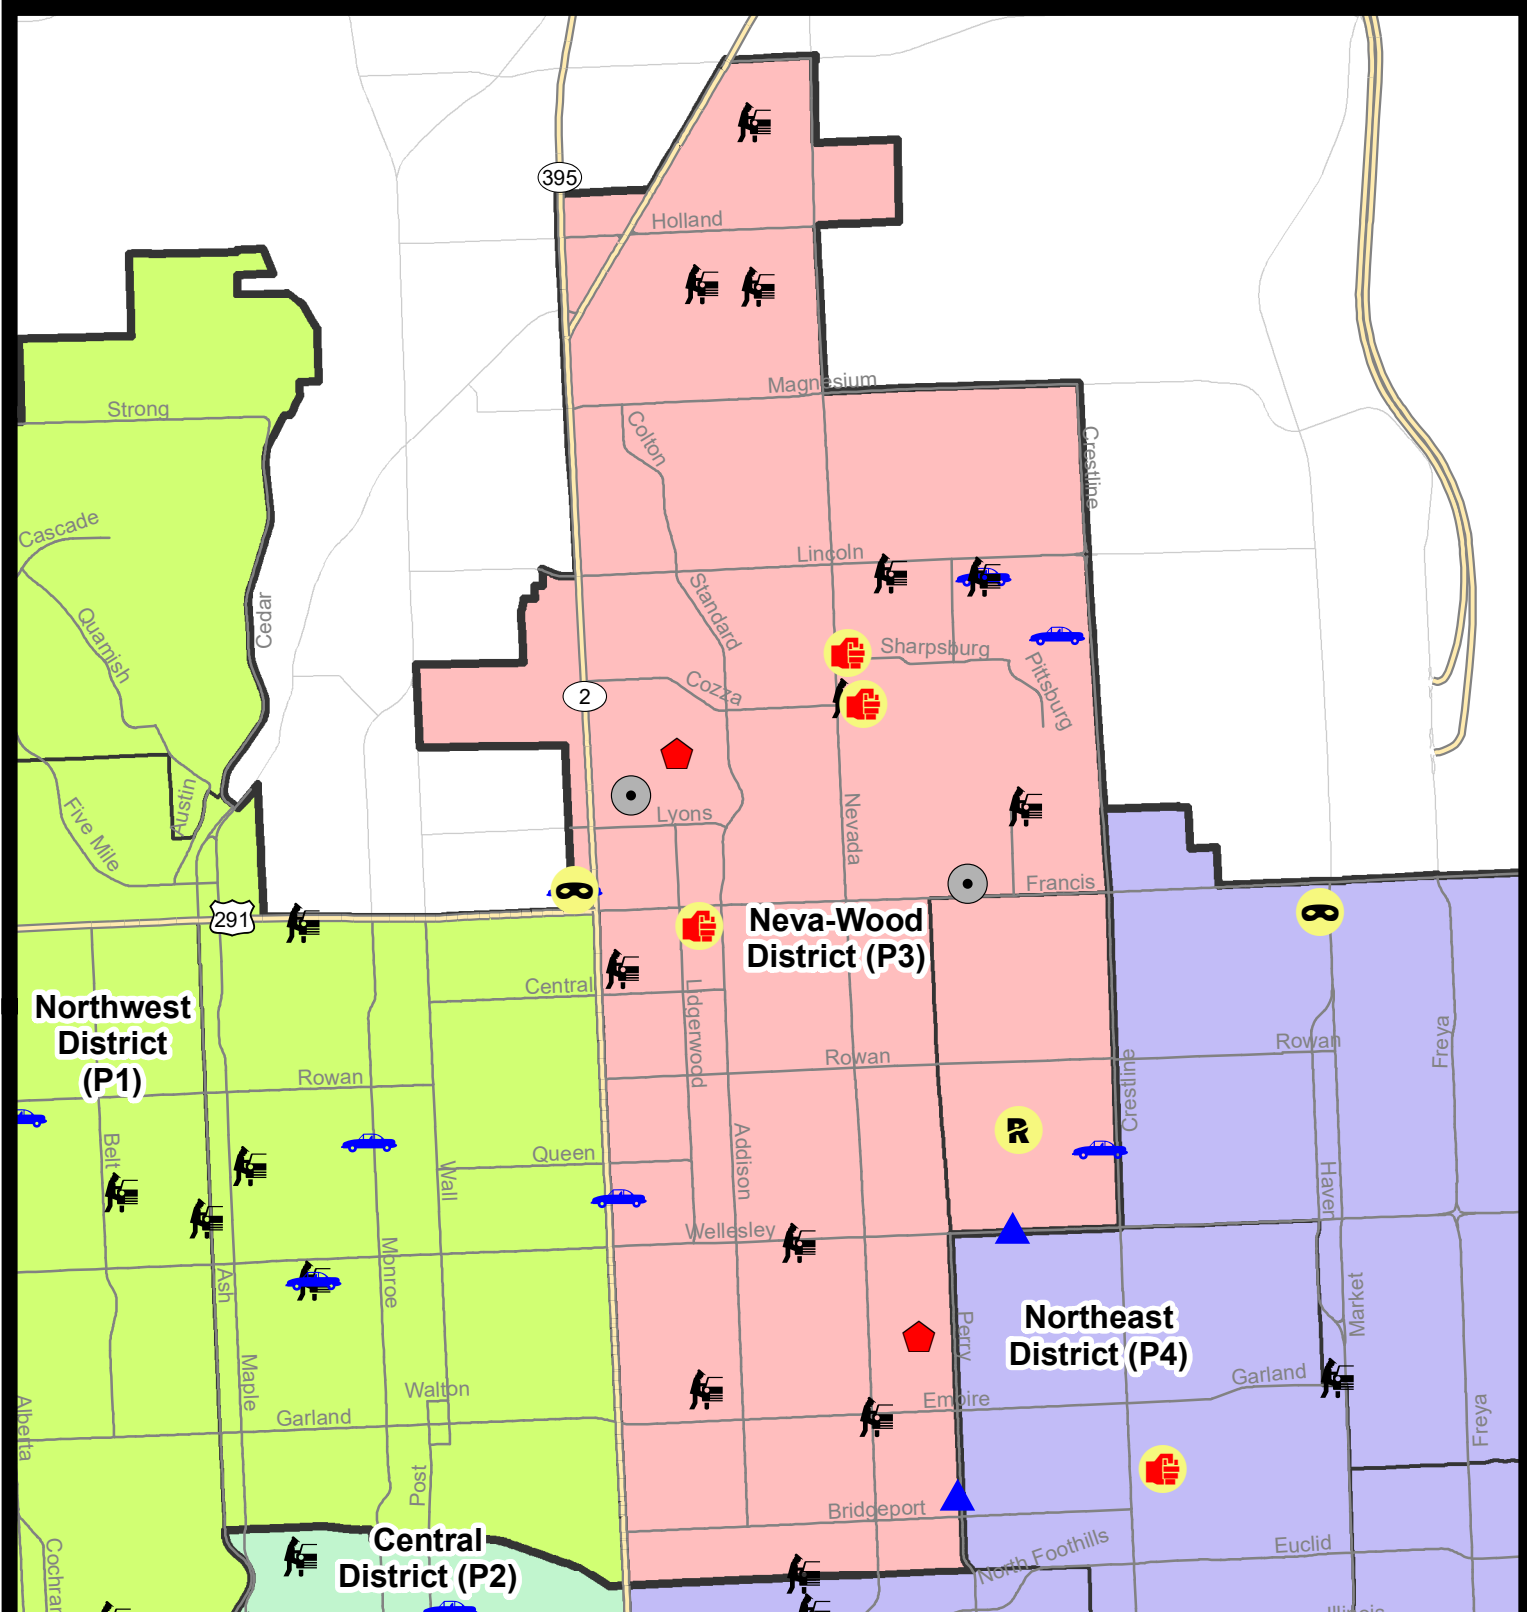 395
Holland
Magnesium
Strong
Colton
Crestline
Cascade
Lincoln
Quamish
Cedar
Standard
Sharpsburg
Pittsburg
Cozza
2
Five Mile
Austin
Lyons
Nevada
Francis
291
Neva-Wood
District (P3)
Central
Lidgerwood
Northwest
District
(P1)
Rowan
Rowan
Rowan
Freya
Crestline
Belt
Wall
Queen
Addison
Haven
Wellesley
Ash
Monroe
Perry
Market
Northeast
District (P4)
Maple
Walton
Garland
Garland
Empire
Alberta
Post
Freya
Bridgeport
Central
District (P2)
North Foothills
Euclid